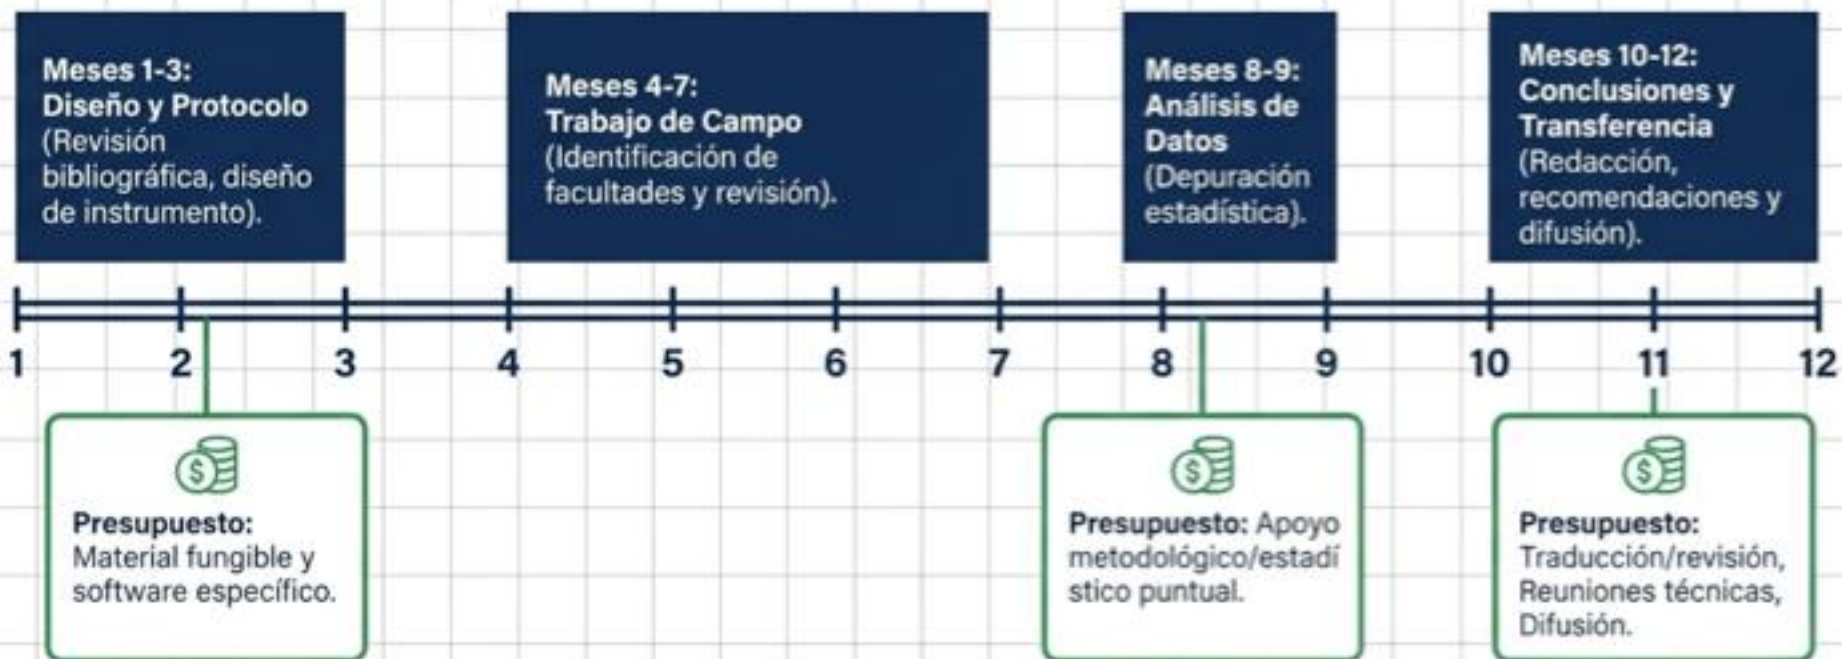 Meses 1-3:
Diseño y Protocolo
(Revisión
bibliográfica, diseño
de instrumento).
Meses 4-7:
Trabajo de Campo
(Identificación de
facultades y revisión).
Meses 8-9:
Análisis de
Datos
(Depuración
estadística).
Meses 10-12:
Conclusiones y
Transferencia
(Redacción,
recomendaciones y
difusión).
1 2 3 4 5 6 7 8 9 10 11 12
$
Presupuesto:
Material fungible y
software específico.
$
Presupuesto: Apoyo
metodológico/estadí
stico puntual.
$
Presupuesto:
Traducción/revisión,
Reuniones técnicas,
Difusión.